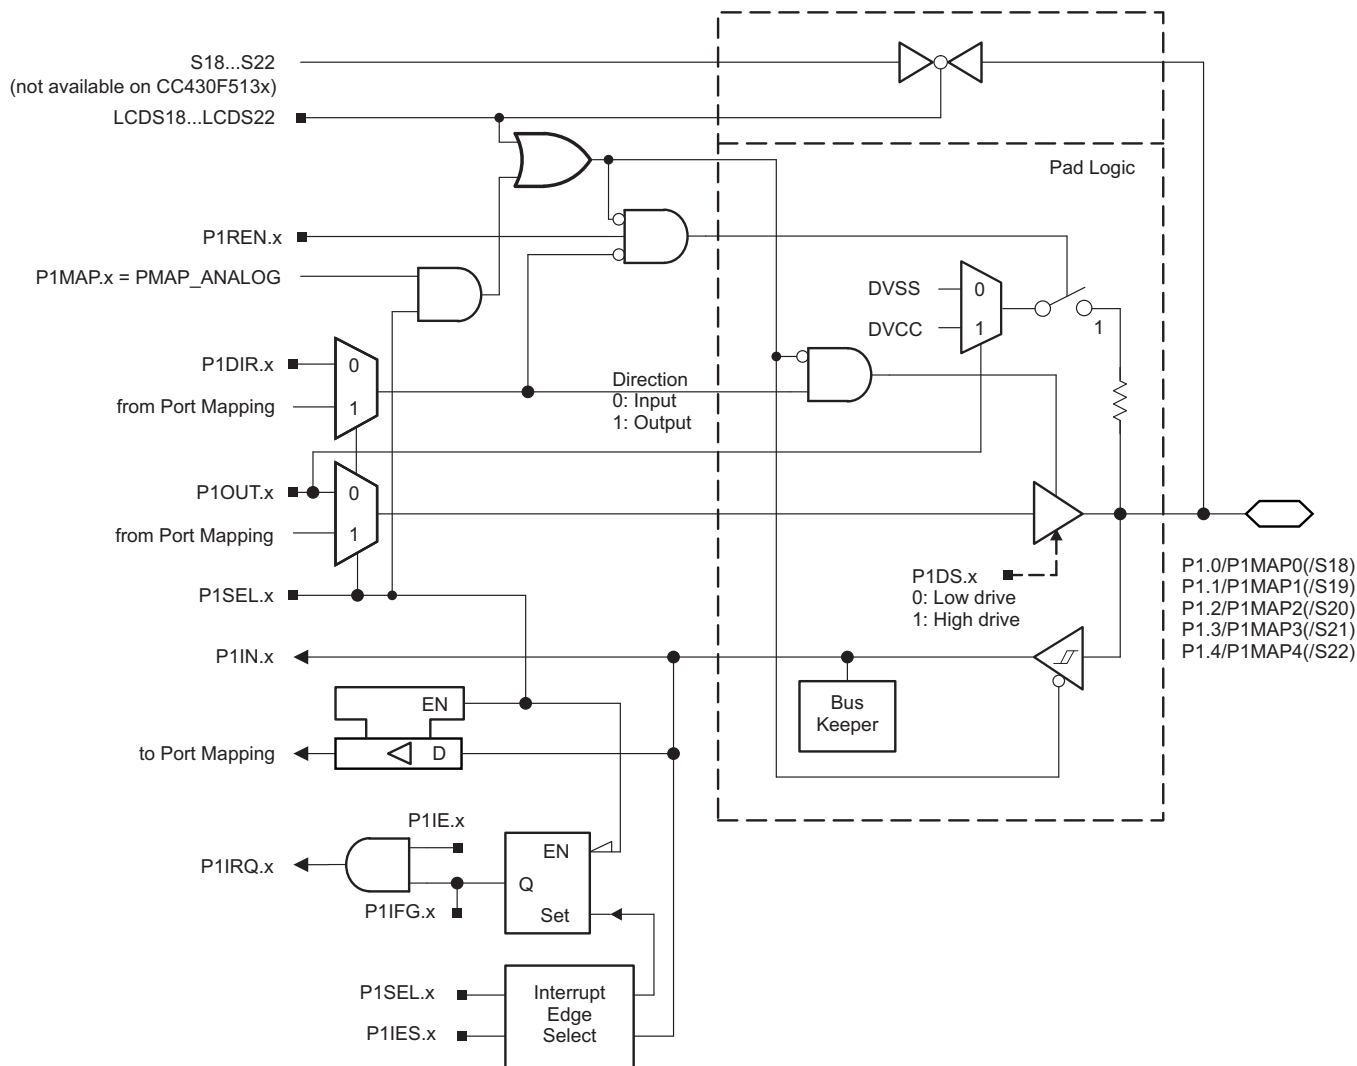 S18...S22
(not available on CC430F513x)
LCDS18...LCDS22
Pad Logic
P1REN.x
P1MAP.x = PMAP_ANALOG
DVSS
0
DVCC
1
1
P1DIR.x
0
from Port Mapping
1
Direction
0: Input
1: Output
P1OUT.x
0
from Port Mapping
1
P1SEL.x
P1DS.x
0: Low drive
1: High drive
P1.0/P1MAP0(/S18)
P1.1/P1MAP1(/S19)
P1.2/P1MAP2(/S20)
P1.3/P1MAP3(/S21)
P1.4/P1MAP4(/S22)
P1IN.x
Bus
Keeper
EN
to Port Mapping
D
P1IE.x
P1IRQ.x
EN
Q
P1IFG.x
Set
P1SEL.x
P1IES.x
Interrupt
Edge
Select